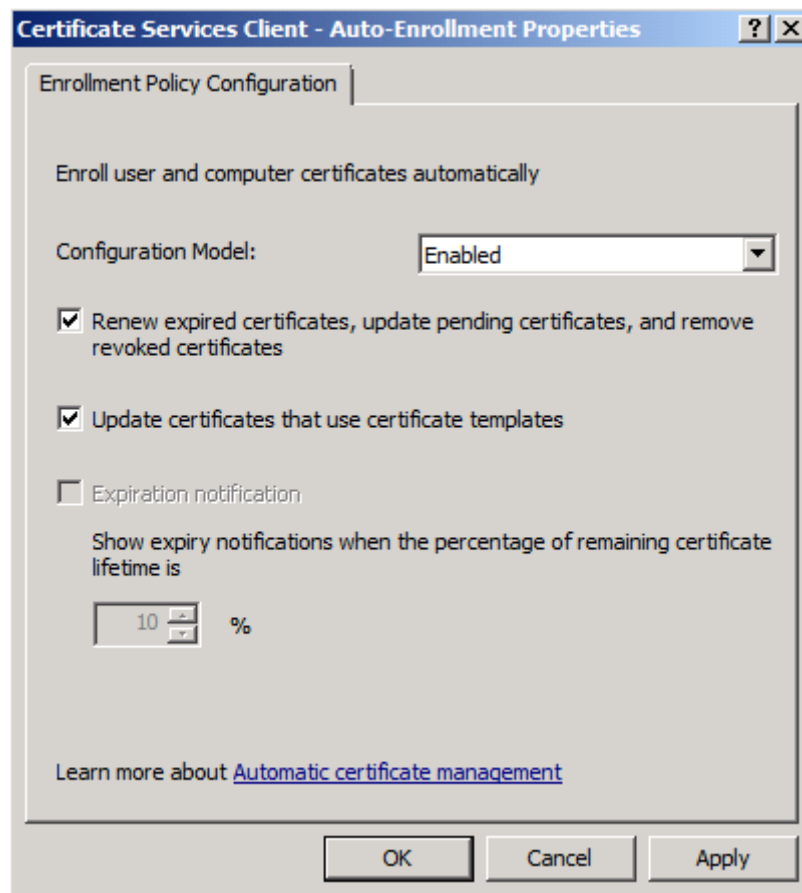 Certificate Services Client - Auto-Enrollment Properties
Enrollment Policy Configuration
Enroll user and computer certificates automatically
Configuration Model: Enabled
Renew expired certificates, update pending certificates, and remove
revoked certificates
Update certificates that use certificate templates
Expiration notification
Show expiry notifications when the percentage of remaining certificate
lifetime is
10 %
Learn more about Automatic certificate management
OK Cancel Apply